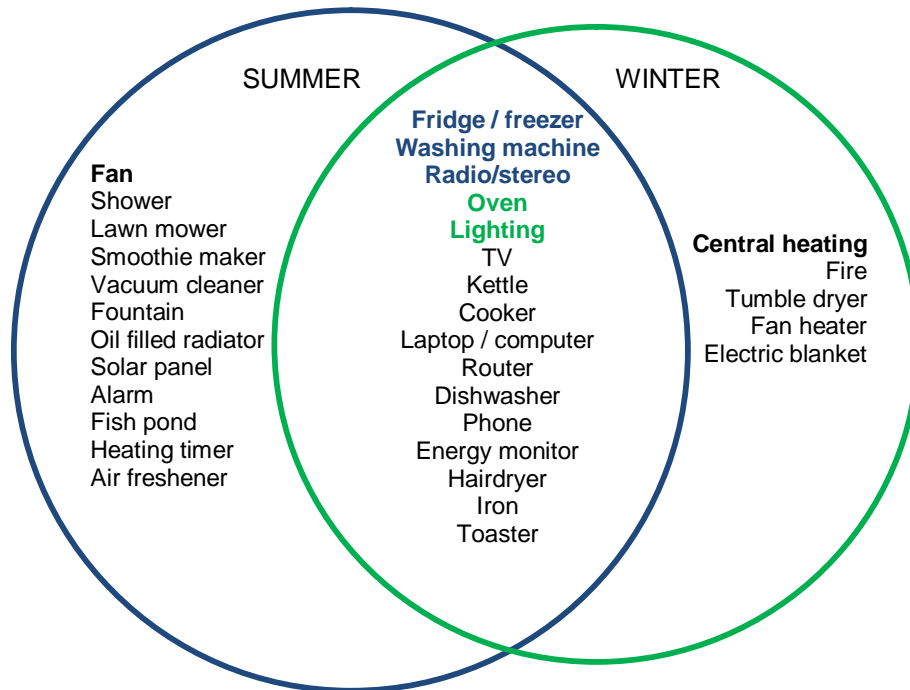 SUMMER
WINTER
Fan
Shower
Lawn mower
Smoothie maker
Vacuum cleaner
Fountain
Oil filled radiator
Solar panel
Alarm
Fish pond
Heating timer
Air freshener
Fridge / freezer
Washing machine
Radio/stereo
Oven
Lighting
TV
Kettle
Cooker
Laptop / computer
Router
Dishwasher
Phone
Energy monitor
Hairdryer
Iron
Toaster
Central heating
Fire
Tumble dryer
Fan heater
Electric blanket